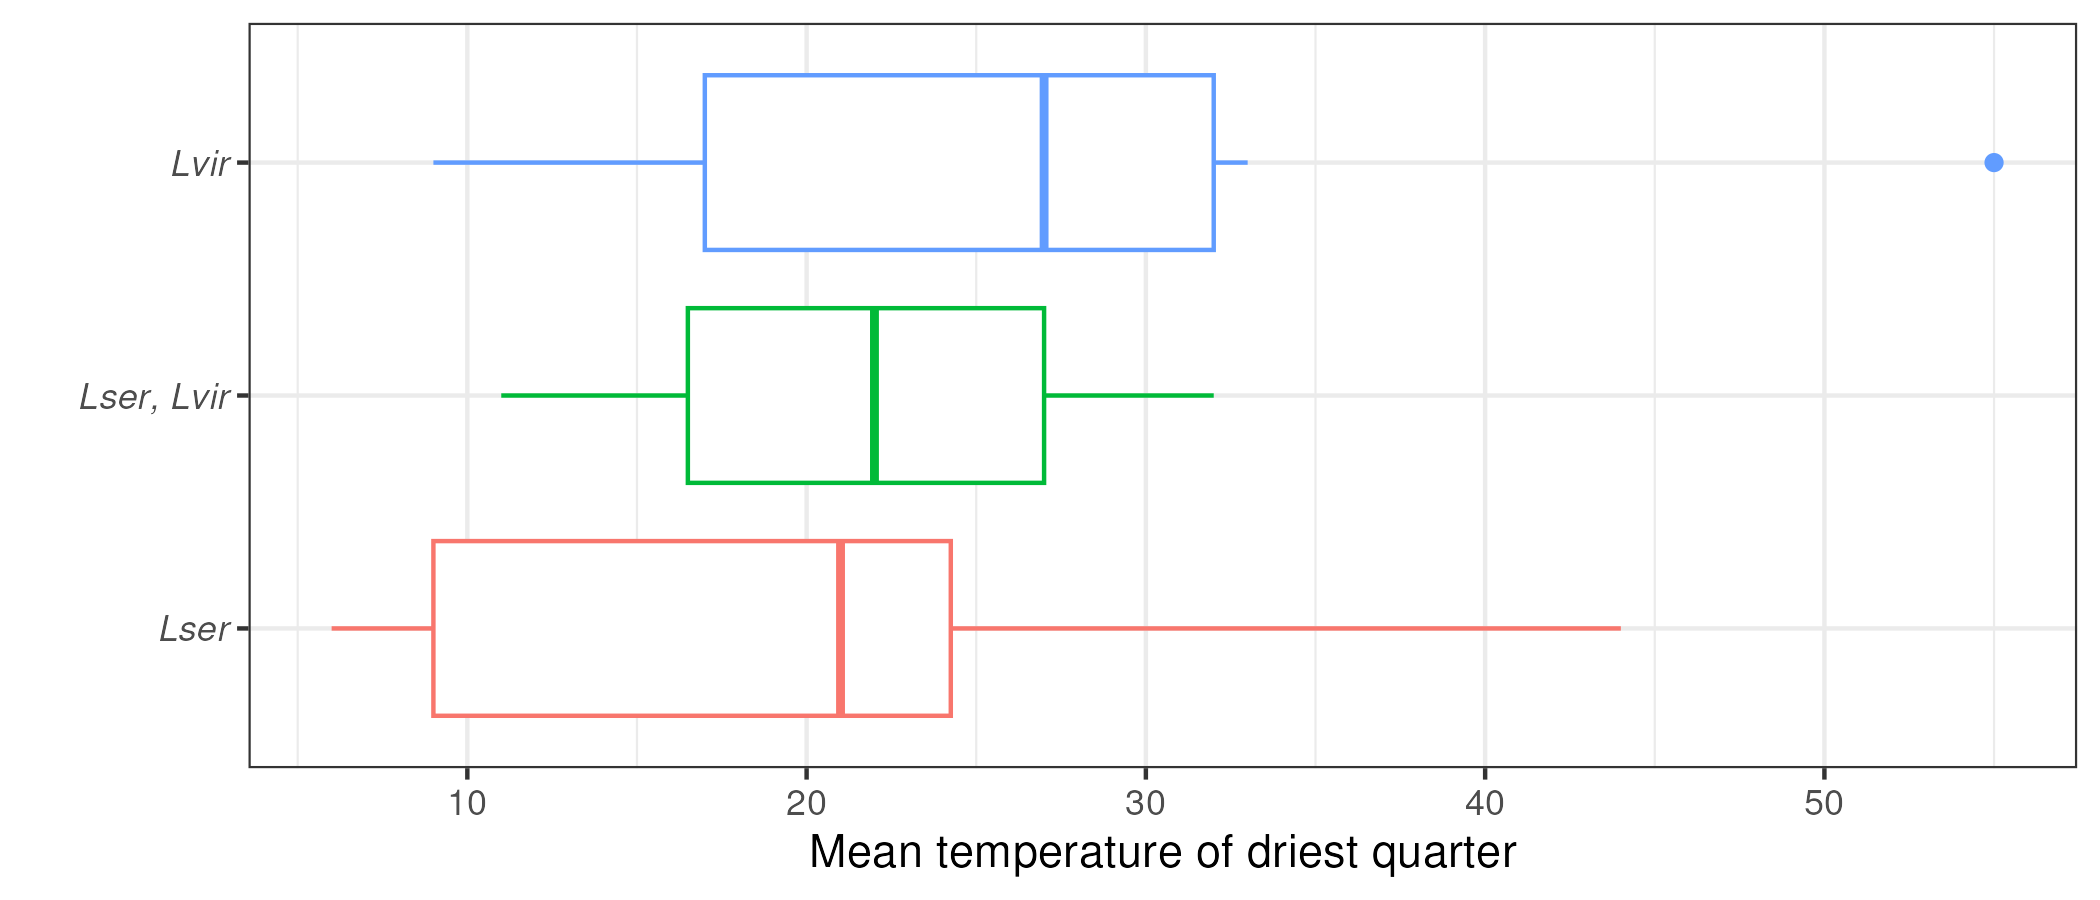 Lvir
Lser, Lvir
Lser
10 20 30 40 50
Mean temperature of driest quarter